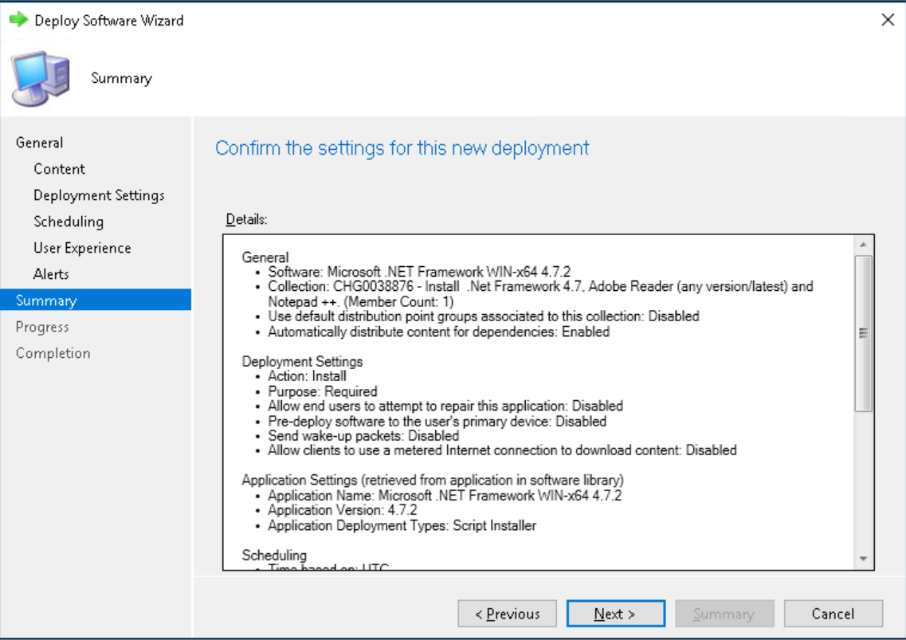 Deploy Software Wizard
Summary
General
Content
Deployment Settings
Scheduling
User Experience
Alerts
Summary
Progress
Completion
Confirm the settings for this new deployment
Details:
General
• Software: Microsoft .NET Framework WIN-x64 4.7.2
• Collection: CHG0038876 - Install .Net Framework 4.7, Adobe Reader (any version/latest) and
Notepad ++. (Member Count: 1)
• Use default distribution point groups associated to this collection: Disabled
• Automatically distribute content for dependencies: Enabled
Deployment Settings
• Action: Install
• Purpose: Required
• Allow end users to attempt to repair this application: Disabled
• Pre-deploy software to the user's primary device: Disabled
• Send wake-up packets: Disabled
• Allow clients to use a metered Internet connection to download content: Disabled
Application Settings (retrieved from application in software library)
• Application Name: Microsoft .NET Framework WIN-x64 4.7.2
• Application Version: 4.7.2
• Application Deployment Types: Script Installer
Scheduling
• Time based on: UTC
< Previous
Next >
Summary
Cancel